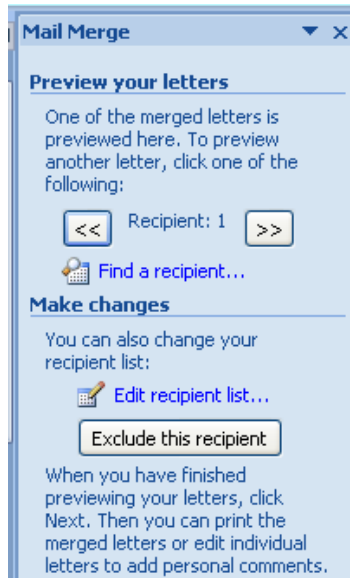 Mail Merge
Preview your letters
One of the merged letters is
previewed here. To preview
another letter, click one of the
following:
<< Recipient: 1 >>
Find a recipient...
Make changes
You can also change your
recipient list:
Edit recipient list...
Exclude this recipient
When you have finished
previewing your letters, click
Next. Then you can print the
merged letters or edit individual
letters to add personal comments.